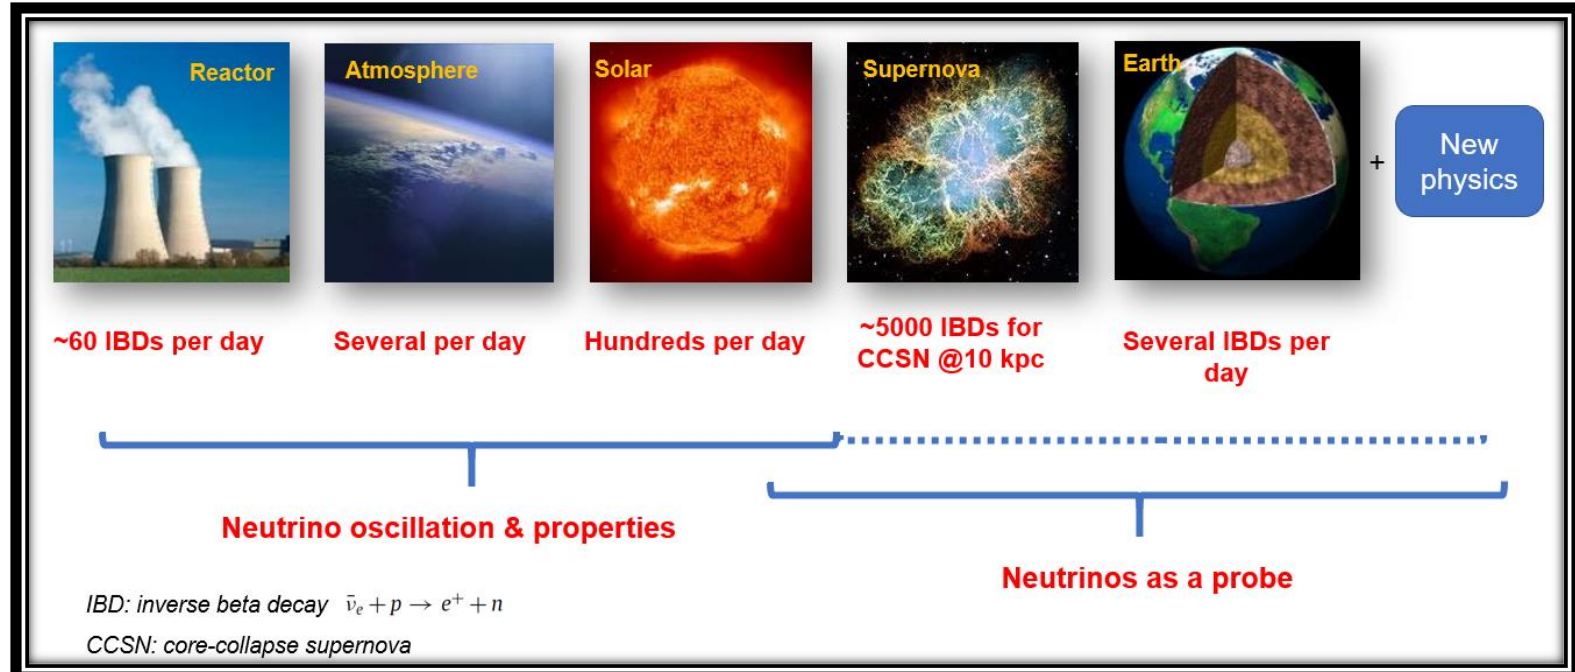 Reactor
Atmosphere
Solar
Supernova
Earth
+
New
physics
~60 IBDs per day
Several per day
Hundreds per day
~5000 IBDs for
CCSN @10 kpc
Several IBDs per
day
Neutrino oscillation & properties
Neutrinos as a probe
IBD: inverse beta decay ν̄ₑ + p → e⁺ + n
CCSN: core-collapse supernova